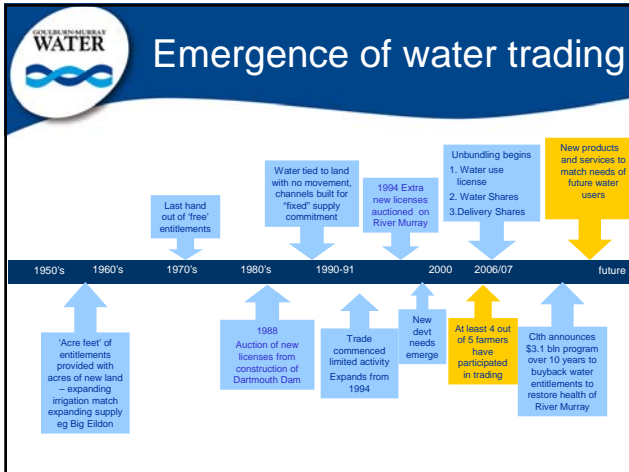 GOULBURN-MURRAY
WATER
Emergence of water trading
Last hand
out of 'free'
entitlements
Water tied to land
with no movement,
channels built for
"fixed" supply
commitment
1994 Extra
new licenses
auctioned on
River Murray
Unbundling begins
1. Water use
license
2. Water Shares
3.Delivery Shares
New products
and services to
match needs of
future water
users
1950's 1960's 1970's 1980's 1990-91 2000 2006/07 future
'Acre feet' of
entitlements
provided with
acres of new land
– expanding
irrigation match
expanding supply
eg Big Eildon
1988
Auction of new
licenses from
construction of
Dartmouth Dam
Trade
commenced
limited activity
Expands from
1994
New
devt
needs
emerge
At least 4 out
of 5 farmers
have
participated
in trading
Clth announces
$3.1 bln program
over 10 years to
buyback water
entitlements to
restore health of
River Murray